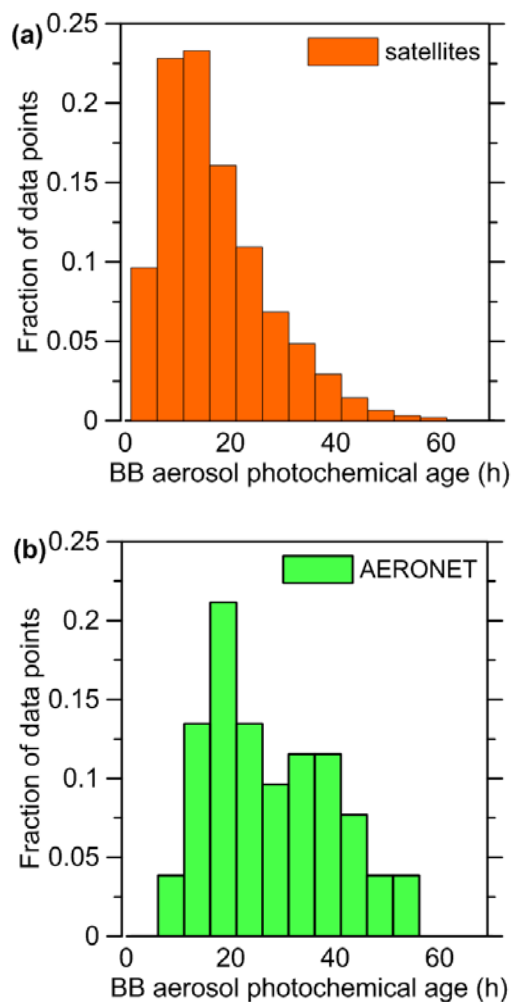 (a)
0.25
satellites
0.2
0.15
0.1
0.05
0
Fraction of data points
0 20 40 60
BB aerosol photochemical age (h)
(b)
0.25
AERONET
0.2
0.15
0.1
0.05
0
Fraction of data points
0 20 40 60
BB aerosol photochemical age (h)